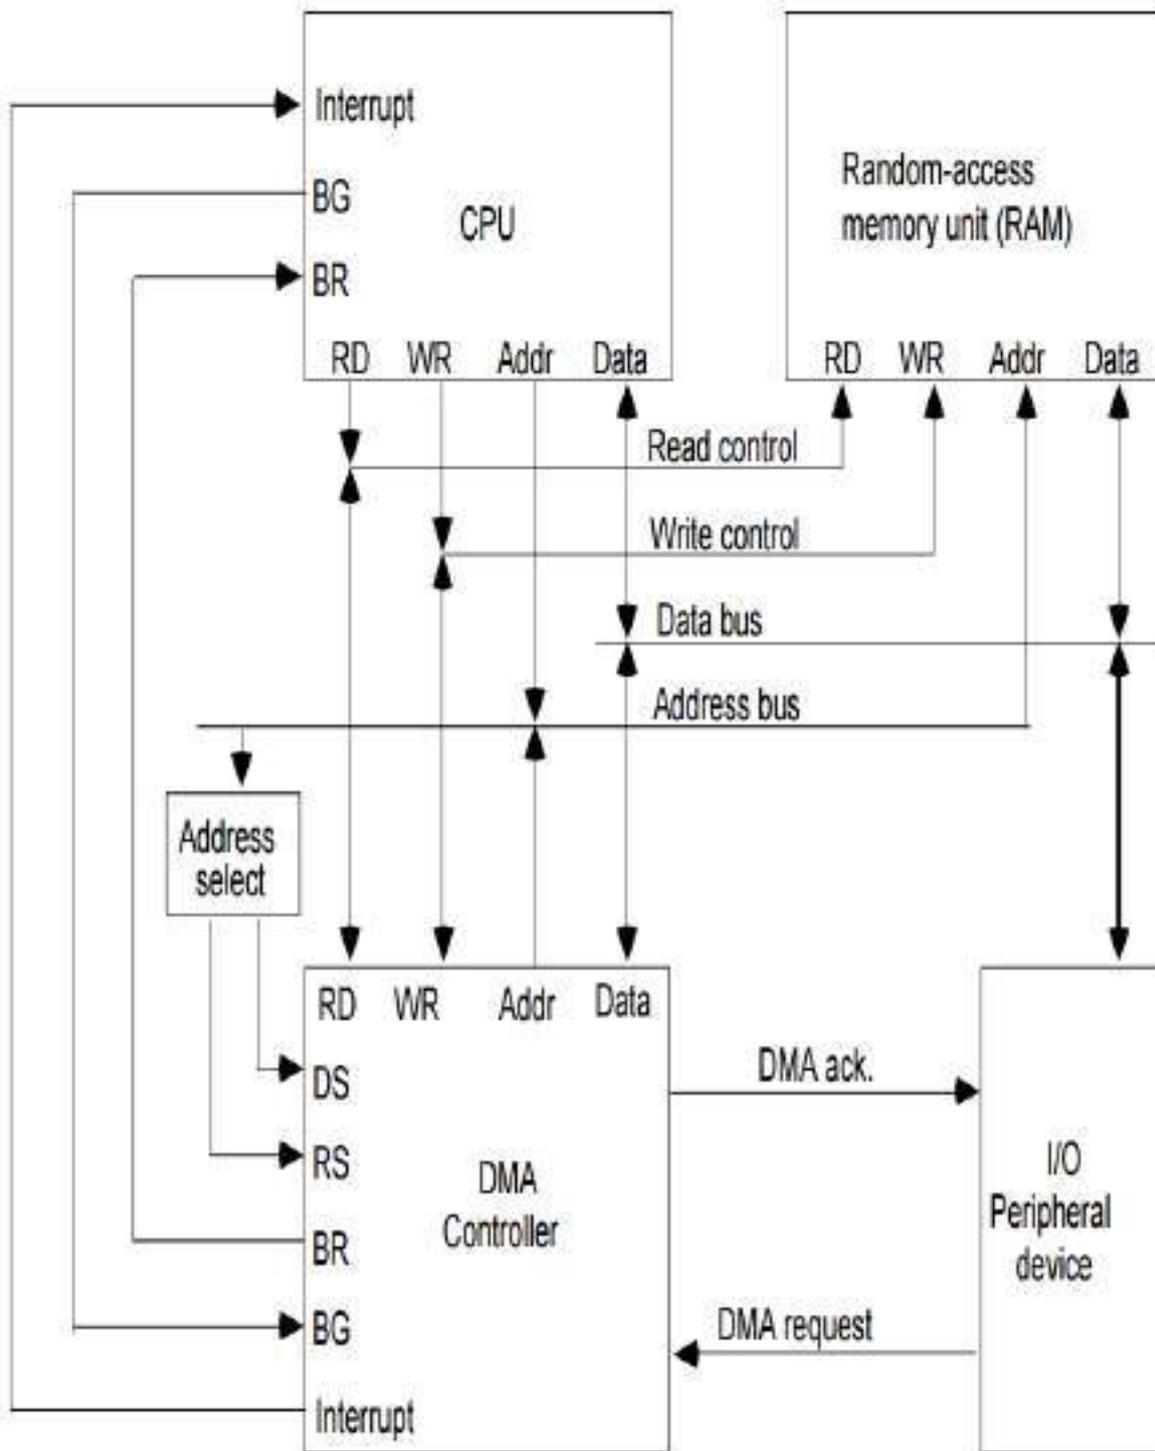 Interrupt
BG
CPU
BR
RD WR Addr Data
Random-access
memory unit (RAM)
RD WR Addr Data
Read control
Write control
Data bus
Address bus
Address
select
RD WR Addr Data
DS
RS
BR
BG
Interrupt
DMA
Controller
DMA ack.
DMA request
I/O
Peripheral
device